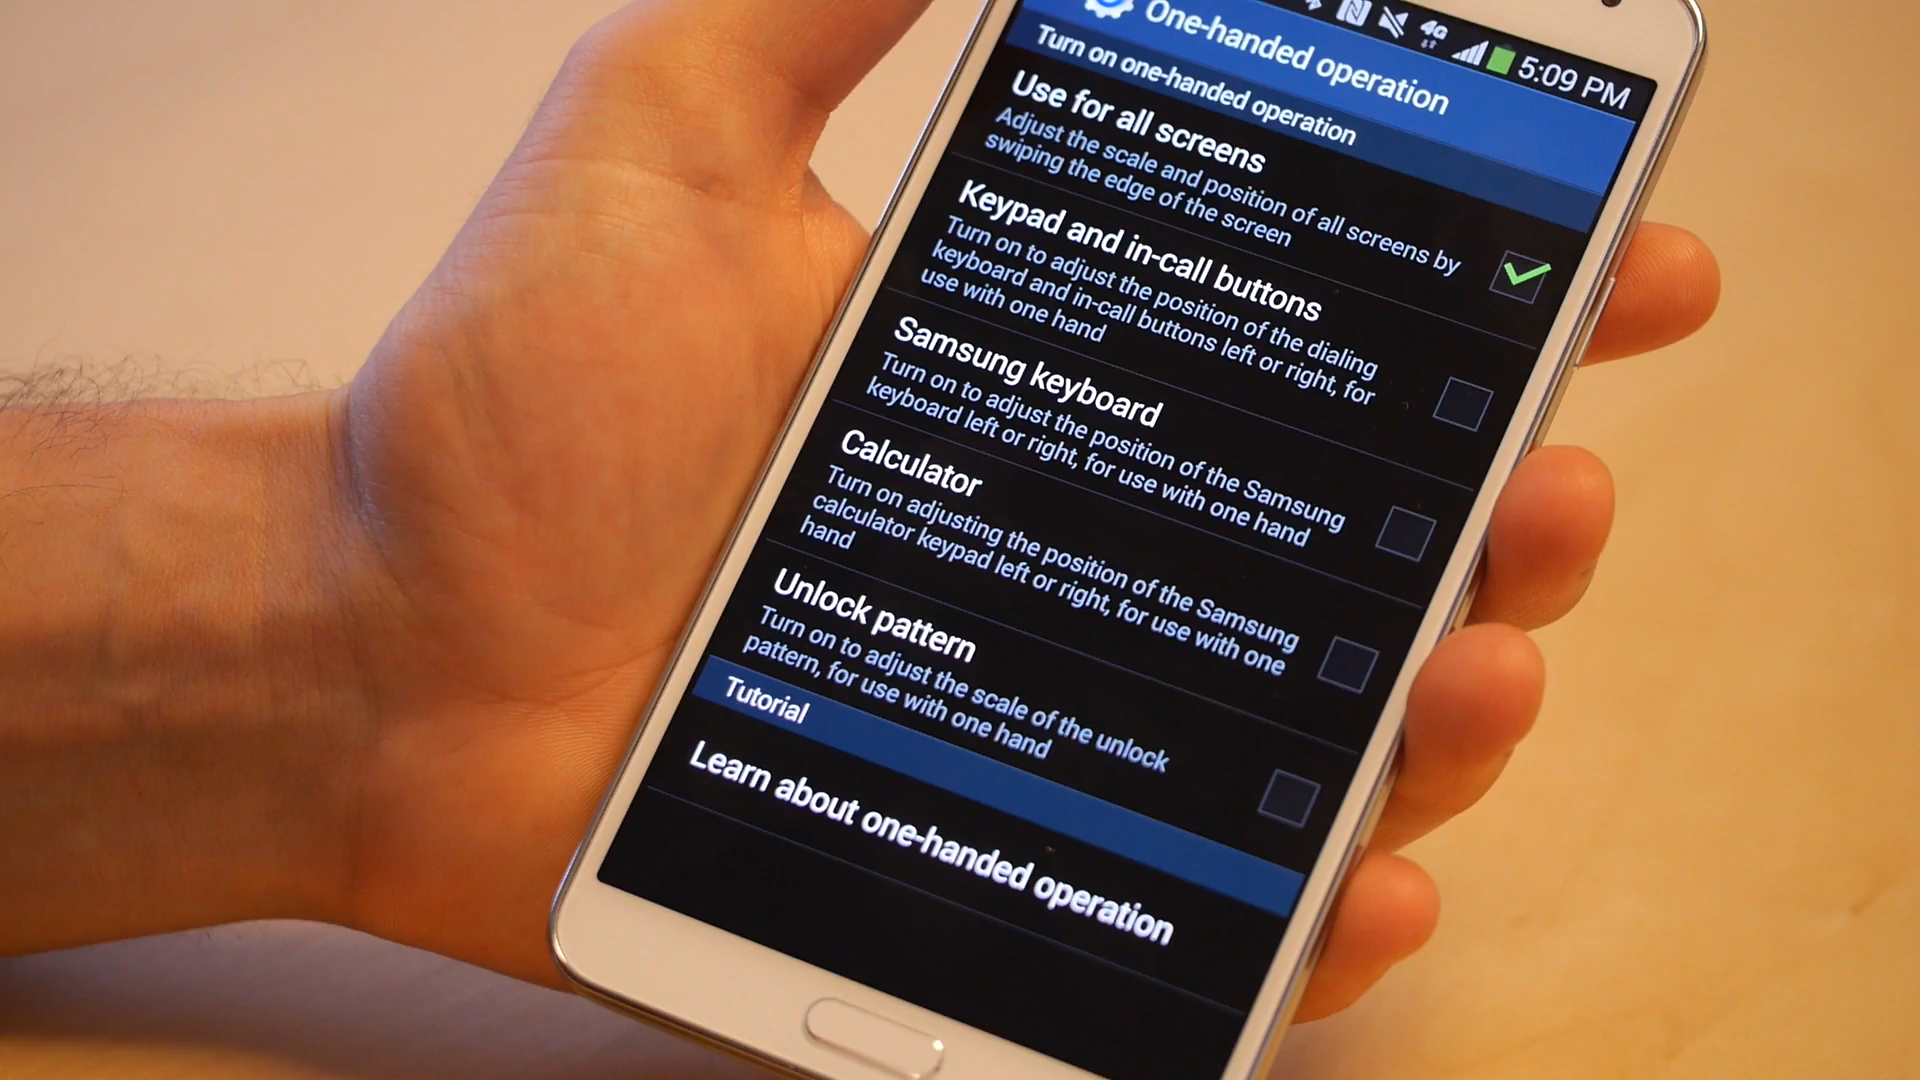 4G
5:09 PM
One-handed operation
Turn on one-handed operation
Use for all screens
Adjust the scale and position of all screens by
swiping the edge of the screen
Keypad and in-call buttons
Turn on to adjust the position of the dialing
keyboard and in-call buttons left or right, for
use with one hand
Samsung keyboard
Turn on to adjust the position of the Samsung
keyboard left or right, for use with one hand
Calculator
Turn on adjusting the position of the Samsung
calculator keypad left or right, for use with one
hand
Unlock pattern
Turn on to adjust the scale of the unlock
pattern, for use with one hand
Tutorial
Learn about one-handed operation